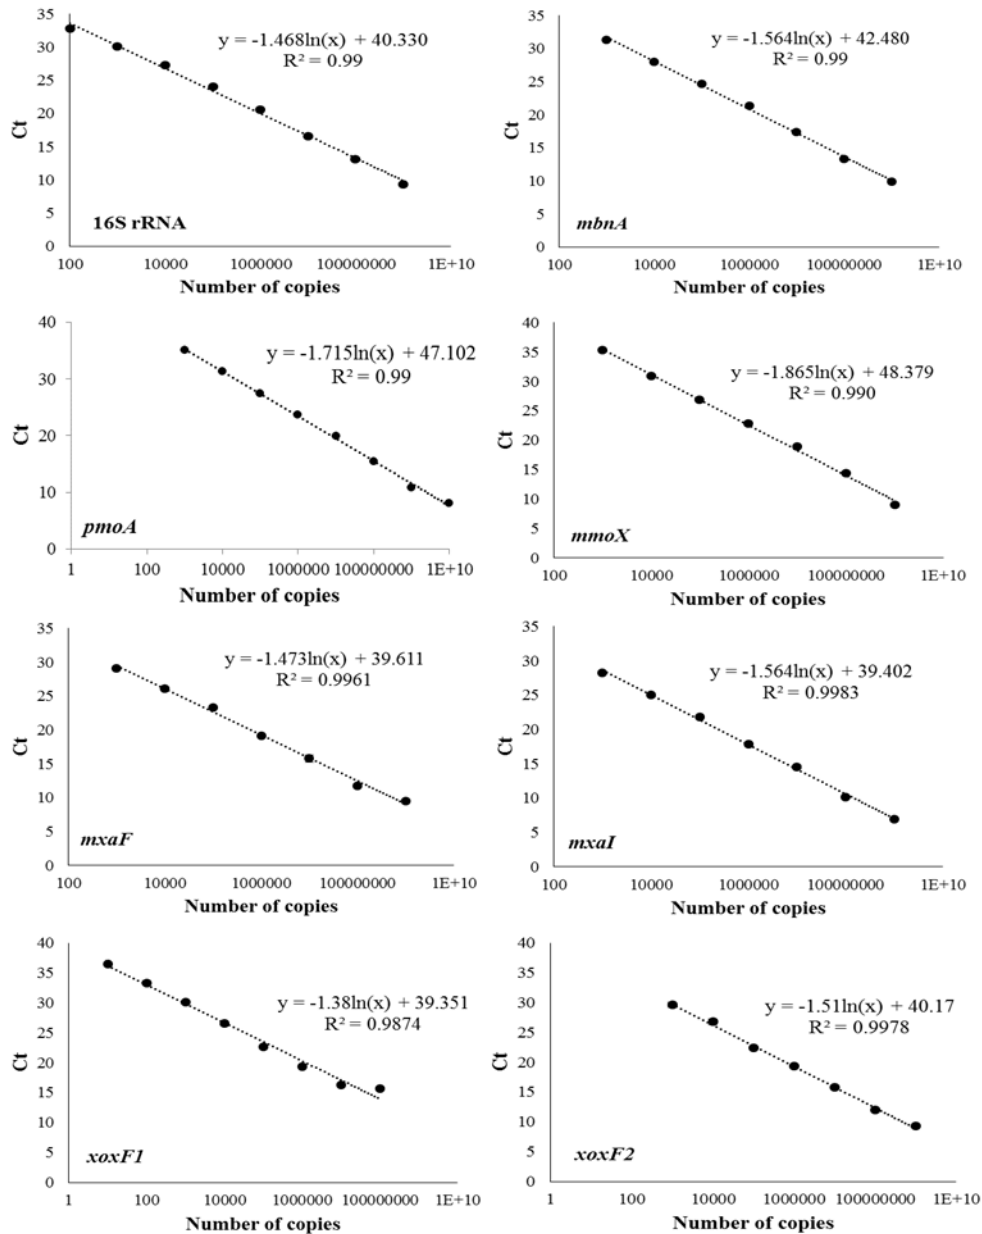 35
30
25
20
15
10
5
0
Ct
y = -1.468ln(x) + 40.330
R² = 0.99
16S rRNA
100 10000 1000000 100000000 1E+10
Number of copies
35
30
25
20
15
10
5
0
Ct
y = -1.564ln(x) + 42.480
R² = 0.99
mbnA
100 10000 1000000 100000000 1E+10
Number of copies
40
30
20
10
0
Ct
y = -1.715ln(x) + 47.102
R² = 0.99
pmoA
1 100 10000 1000000 100000000 1E+10
Number of copies
40
35
30
25
20
15
10
5
0
Ct
y = -1.865ln(x) + 48.379
R² = 0.990
mmoX
100 10000 1000000 100000000 1E+10
Number of copies
35
30
25
20
15
10
5
0
Ct
y = -1.473ln(x) + 39.611
R² = 0.9961
mxaF
100 10000 1000000 100000000 1E+10
Number of copies
35
30
25
20
15
10
5
0
Ct
y = -1.564ln(x) + 39.402
R² = 0.9983
mxaI
100 10000 1000000 100000000 1E+10
Number of copies
40
35
30
25
20
15
10
5
0
Ct
y = -1.38ln(x) + 39.351
R² = 0.9874
xoxF1
1 100 10000 1000000 100000000 1E+10
Number of copies
40
35
30
25
20
15
10
5
0
Ct
y = -1.51ln(x) + 40.17
R² = 0.9978
xoxF2
1 100 10000 1000000 100000000 1E+10
Number of copies